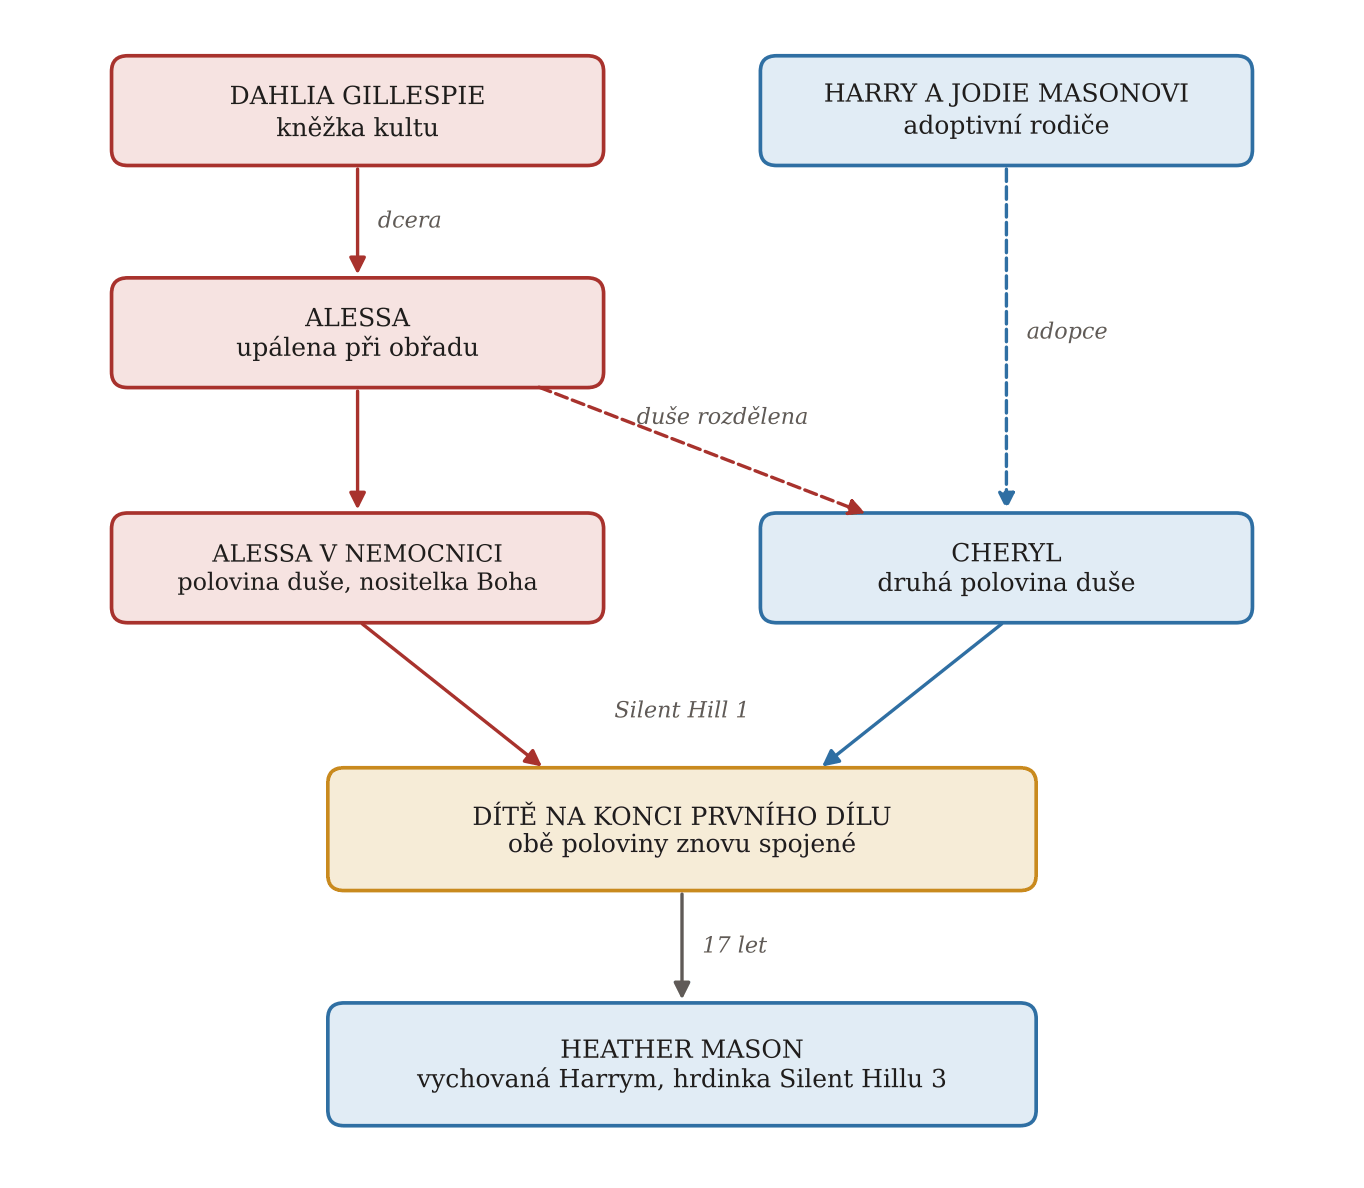 DAHLIA GILLESPIE
kněžka kultu
HARRY A JODIE MASONOVI
adoptivní rodiče
dcera
ALESSA
upálena při obřadu
adopce
duše rozdělena
ALESSA V NEMOCNICI
polovina duše, nositelka Boha
CHERYL
druhá polovina duše
Silent Hill 1
DÍTĚ NA KONCI PRVNÍHO DÍLU
obě poloviny znovu spojené
17 let
HEATHER MASON
vychovaná Harrym, hrdinka Silent Hillu 3